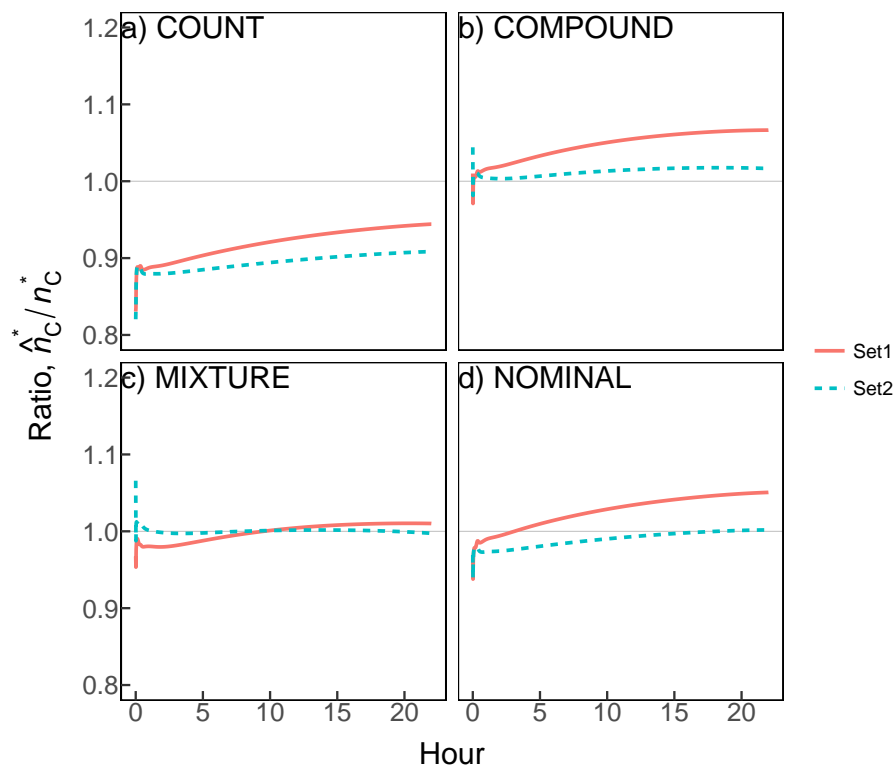 a) COUNT
b) COMPOUND
1.2
1.1
1.0
0.9
0.8
c) MIXTURE
d) NOMINAL
1.2
1.1
1.0
0.9
0.8
0 5 10 15 20
0 5 10 15 20
Hour
Ratio, n̂*C / n*C
Set1
Set2